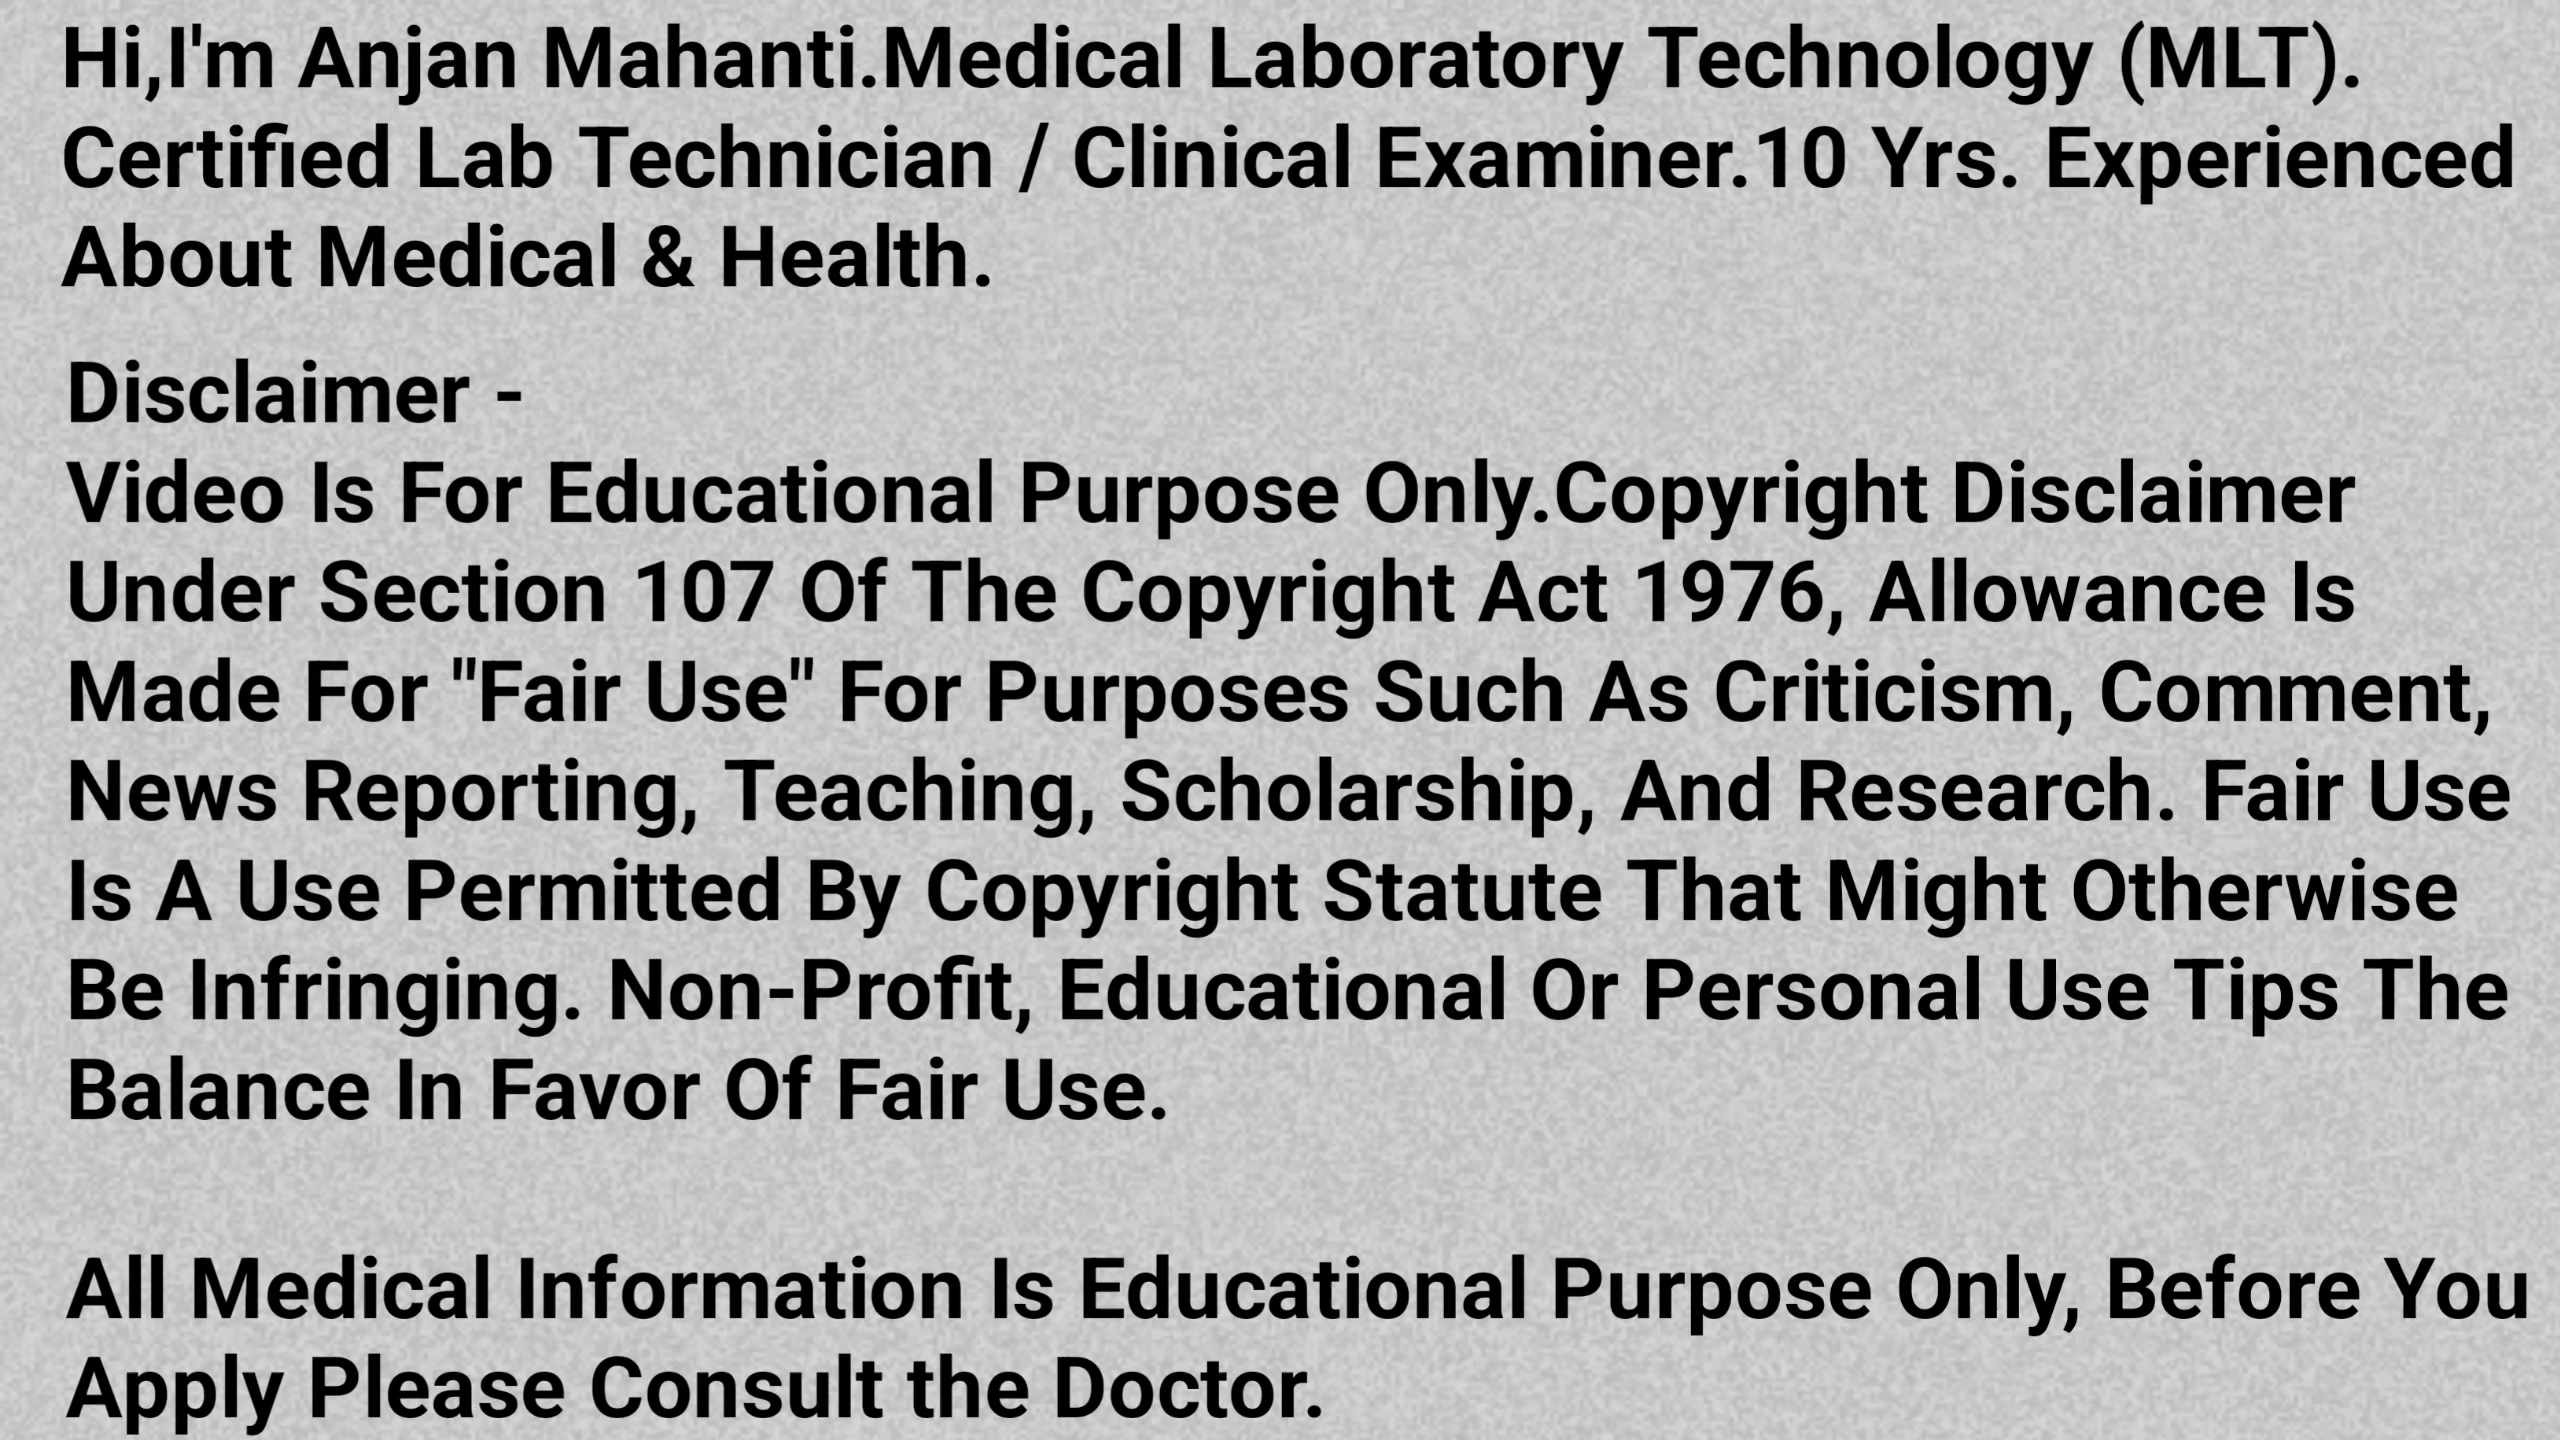 Hi,I'm Anjan Mahanti.Medical Laboratory Technology (MLT).
Certified Lab Technician / Clinical Examiner.10 Yrs. Experienced
About Medical & Health.
Disclaimer -
Video Is For Educational Purpose Only.Copyright Disclaimer
Under Section 107 Of The Copyright Act 1976, Allowance Is
Made For "Fair Use" For Purposes Such As Criticism, Comment,
News Reporting, Teaching, Scholarship, And Research. Fair Use
Is A Use Permitted By Copyright Statute That Might Otherwise
Be Infringing. Non-Profit, Educational Or Personal Use Tips The
Balance In Favor Of Fair Use.
All Medical Information Is Educational Purpose Only, Before You
Apply Please Consult the Doctor.